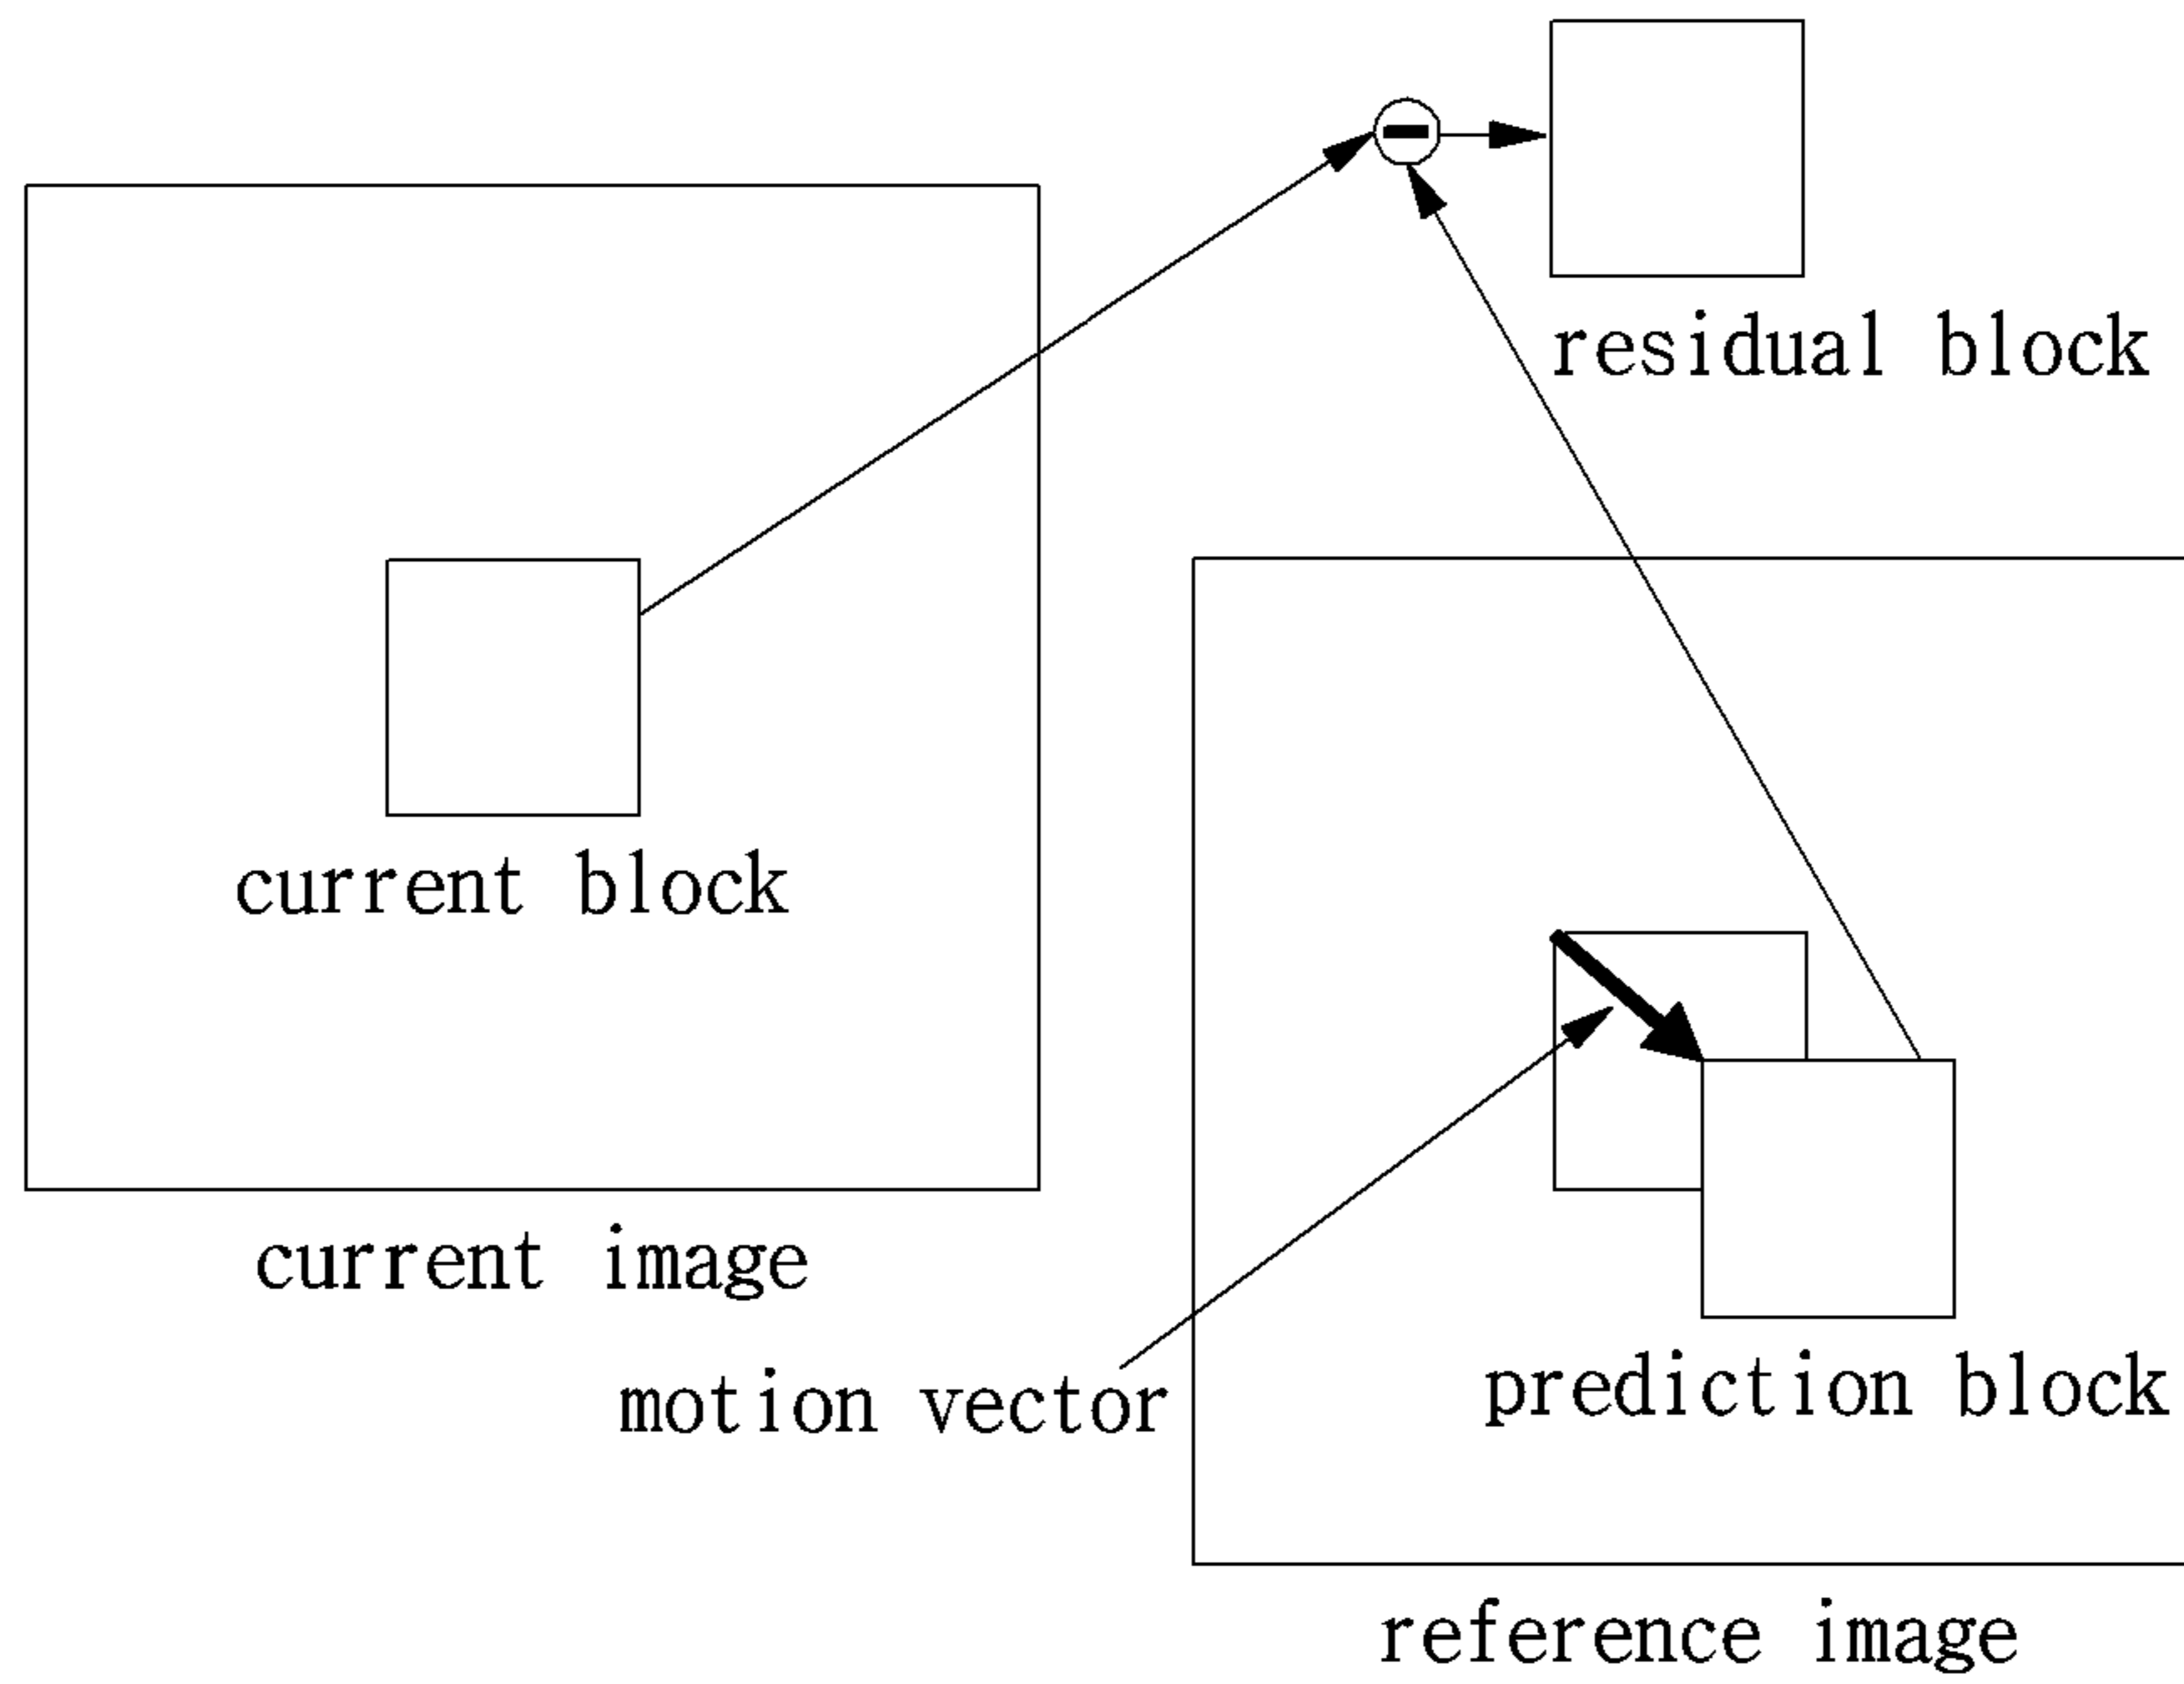 residual block
current block
current image
motion vector
prediction block
reference image